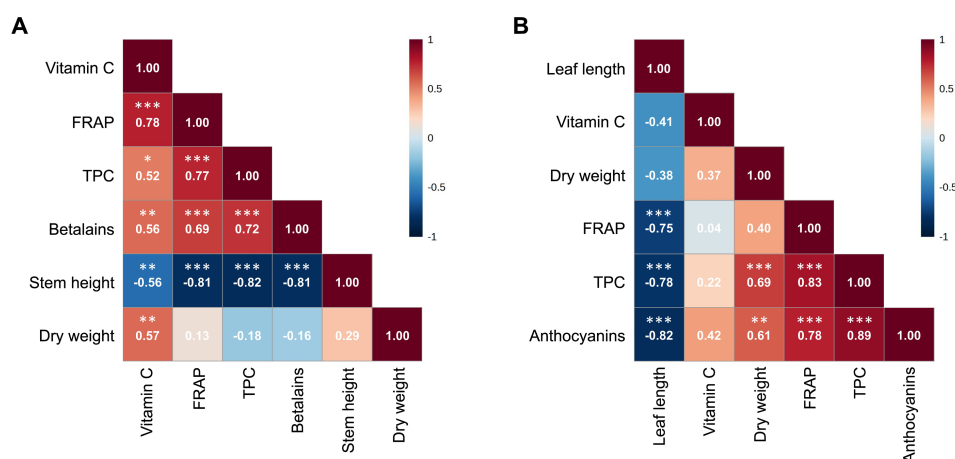 A
Vitamin C 1.00
FRAP *** 0.78 1.00
TPC * 0.52 *** 0.77 1.00
Betalains ** 0.56 *** 0.69 *** 0.72 1.00
Stem height ** -0.56 *** -0.81 *** -0.82 *** -0.81 1.00
Dry weight ** 0.57 0.13 -0.18 -0.16 0.29 1.00
Vitamin C FRAP TPC Betalains Stem height Dry weight
1
0.5
0
-0.5
-1
B
Leaf length 1.00
Vitamin C -0.41 1.00
Dry weight -0.38 0.37 1.00
FRAP *** -0.75 0.04 0.40 1.00
TPC *** -0.78 0.22 *** 0.69 *** 0.83 1.00
Anthocyanins *** -0.82 0.42 ** 0.61 *** 0.78 *** 0.89 1.00
Leaf length Vitamin C Dry weight FRAP TPC Anthocyanins
1
0.5
0
-0.5
-1